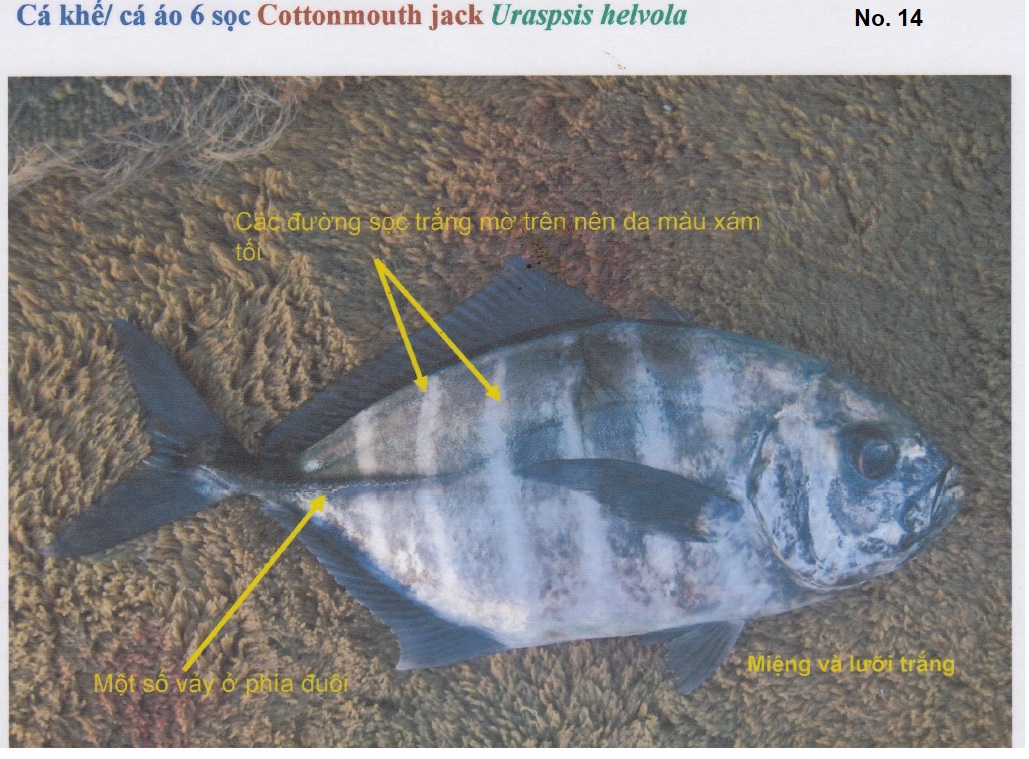 Cá khế/ cá áo 6 sọc Cottonmouth jack Uraspsis helvola
No. 14
Các đường sọc trắng mờ trên nên da màu xám
tối
Một số vảy ở phía đuôi
Miệng và lưỡi trắng